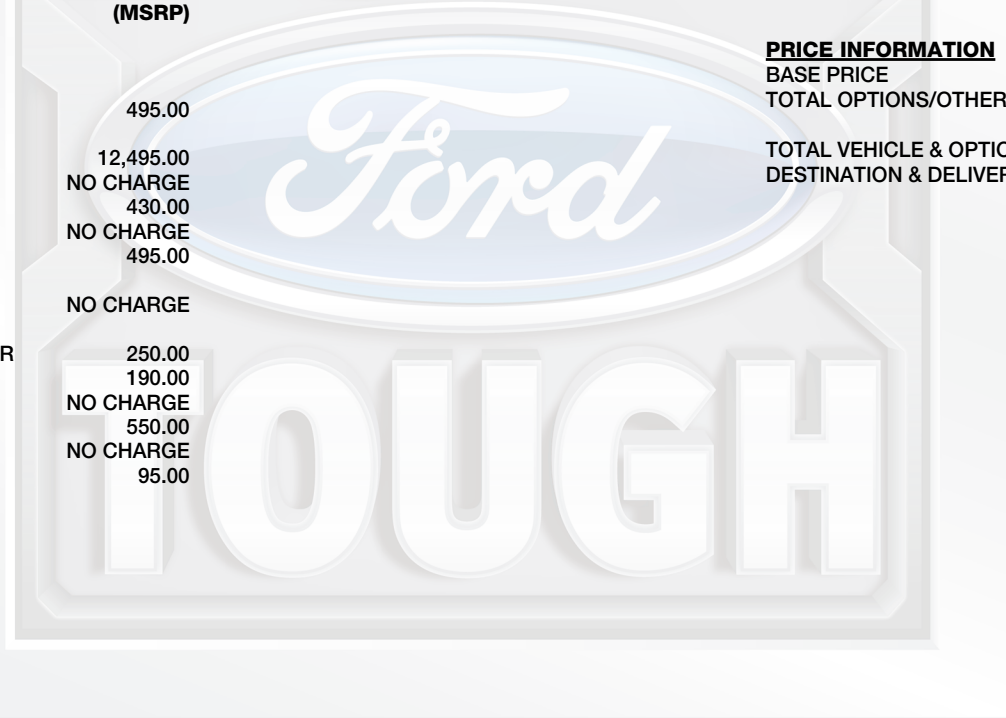 (MSRP)
495.00
12,495.00
NO CHARGE
430.00
NO CHARGE
495.00
NO CHARGE
R 250.00
190.00
NO CHARGE
550.00
NO CHARGE
95.00
PRICE INFORMATION
BASE PRICE
TOTAL OPTIONS/OTHER
TOTAL VEHICLE & OPTIO
DESTINATION & DELIVER
Ford
TOUGH